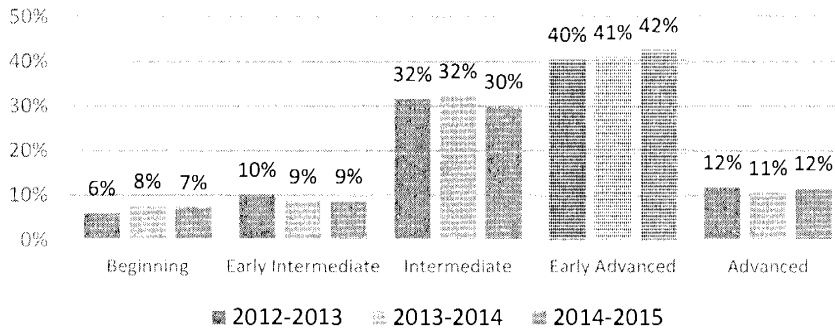 50%
40%
30%
20%
10%
0%
6% 8% 7%
10% 9% 9%
32% 32% 30%
40% 41% 42%
12% 11% 12%
Beginning Early Intermediate Intermediate Early Advanced Advanced
2012-2013 2013-2014 2014-2015